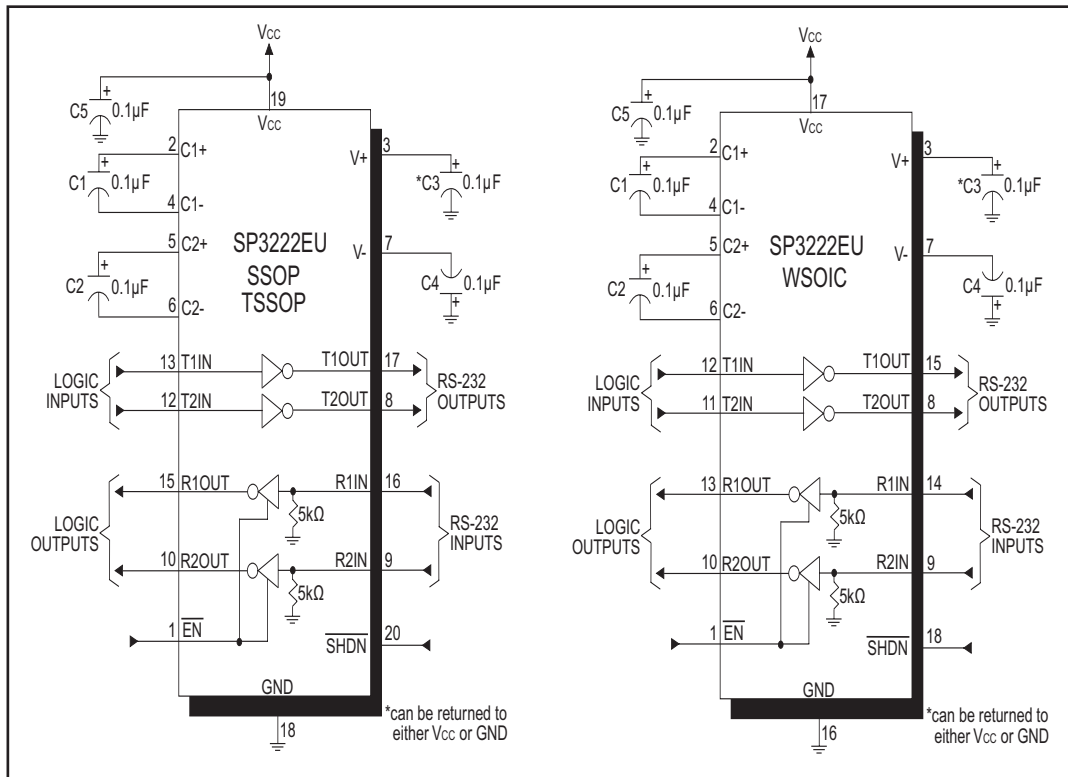 VCC
C5
+
0.1µF
19
VCC
2
C1+
C1
+
0.1µF
4
C1-
5
C2+
C2
+
0.1µF
6
C2-
3
V+
*C3
+
0.1µF
7
V-
C4
0.1µF
+
SP3222EU
SSOP
TSSOP
LOGIC
INPUTS
13
T1IN
T1OUT
17
12
T2IN
T2OUT
8
RS-232
OUTPUTS
LOGIC
OUTPUTS
15
R1OUT
R1IN
16
5kΩ
10
R2OUT
R2IN
9
5kΩ
RS-232
INPUTS
1
EN
20
SHDN
GND
18
*can be returned to
either VCC or GND
VCC
C5
+
0.1µF
17
VCC
2
C1+
C1
+
0.1µF
4
C1-
5
C2+
C2
+
0.1µF
6
C2-
3
V+
*C3
+
0.1µF
7
V-
C4
0.1µF
+
SP3222EU
WSOIC
LOGIC
INPUTS
12
T1IN
T1OUT
15
11
T2IN
T2OUT
8
RS-232
OUTPUTS
LOGIC
OUTPUTS
13
R1OUT
R1IN
14
5kΩ
10
R2OUT
R2IN
9
5kΩ
RS-232
INPUTS
1
EN
18
SHDN
GND
16
*can be returned to
either VCC or GND